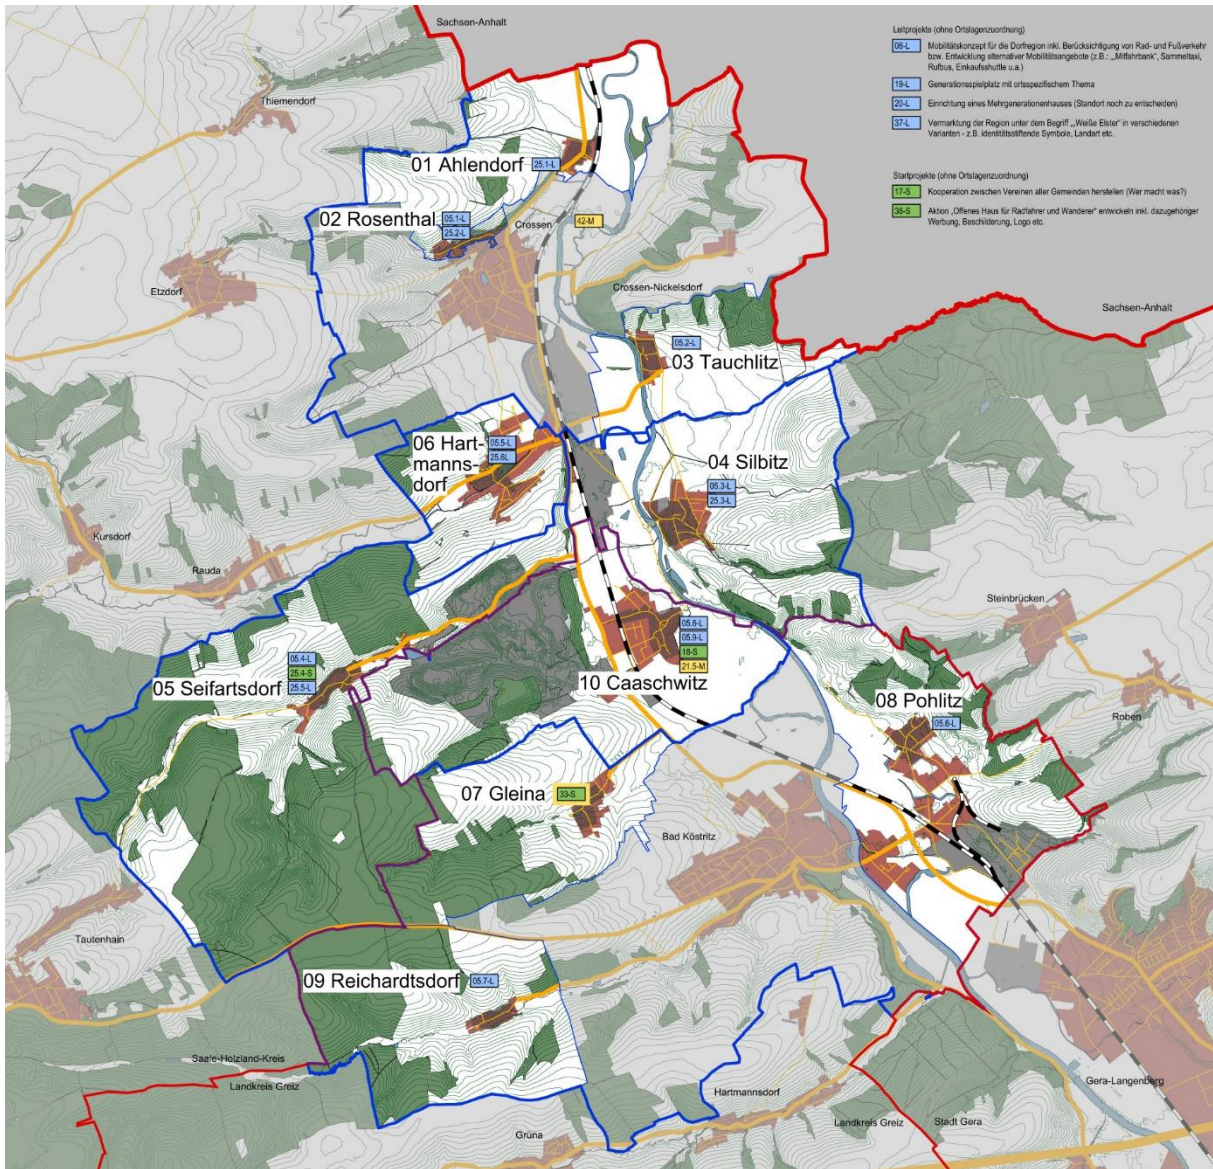 Sachsen-Anhalt
Leitprojekte (ohne Ortslagenzuordnung)
08-L Mobilitätskonzept für die Dorfregion inkl. Berücksichtigung von Rad- und Fußverkehr
bzw. Entwicklung alternativer Mobilitätsangebote (z.B.: „„Mitfahrbank“, Sammeltaxi,
Rufbus, Einkaufsshuttle u.a.)
19-L Generationsspielplatz mit ortsspezifischem Thema
20-L Einrichtung eines Mehrgenerationenhauses (Standort noch zu entscheiden)
37-L Vermarktung der Region unter dem Begriff „„Weiße Elster“ in verschiedenen
Varianten - z.B. identitätsstiftende Symbole, Landart etc.
Startprojekte (ohne Ortslagenzuordnung)
17-S Kooperation zwischen Vereinen aller Gemeinden herstellen (Wer macht was?)
38-S Aktion „Offenes Haus für Radfahrer und Wanderer“ entwickeln inkl. dazugehöriger
Werbung, Beschilderung, Logo etc.
Thiemendorf
01 Ahlendorf 25.1-L
02 Rosenthal 05.1-L
25.2-L
Crossen
42-M
Etzdorf
Crossen-Nickelsdorf
Sachsen-Anhalt
05.2-L
03 Tauchlitz
06 Hart-
manns-
dorf
05.5-L
25.6L
04 Silbitz
05.3-L
25.3-L
Kursdorf
Rauda
Steinbrücken
05.8-L
05.9-L
18-S
21.5-M
10 Caaschwitz
05.4-L
25.4-S
25.5-L
05 Seifartsdorf
08 Pohlitz
05.6-L
Roben
07 Gleina 33-S
Bad Köstritz
Tautenhain
09 Reichardtsdorf 05.7-L
Saale-Holzland-Kreis
Landkreis Greiz
Hartmannsdorf
Gera-Langenberg
Landkreis Greiz
Stadt Gera
Grüna